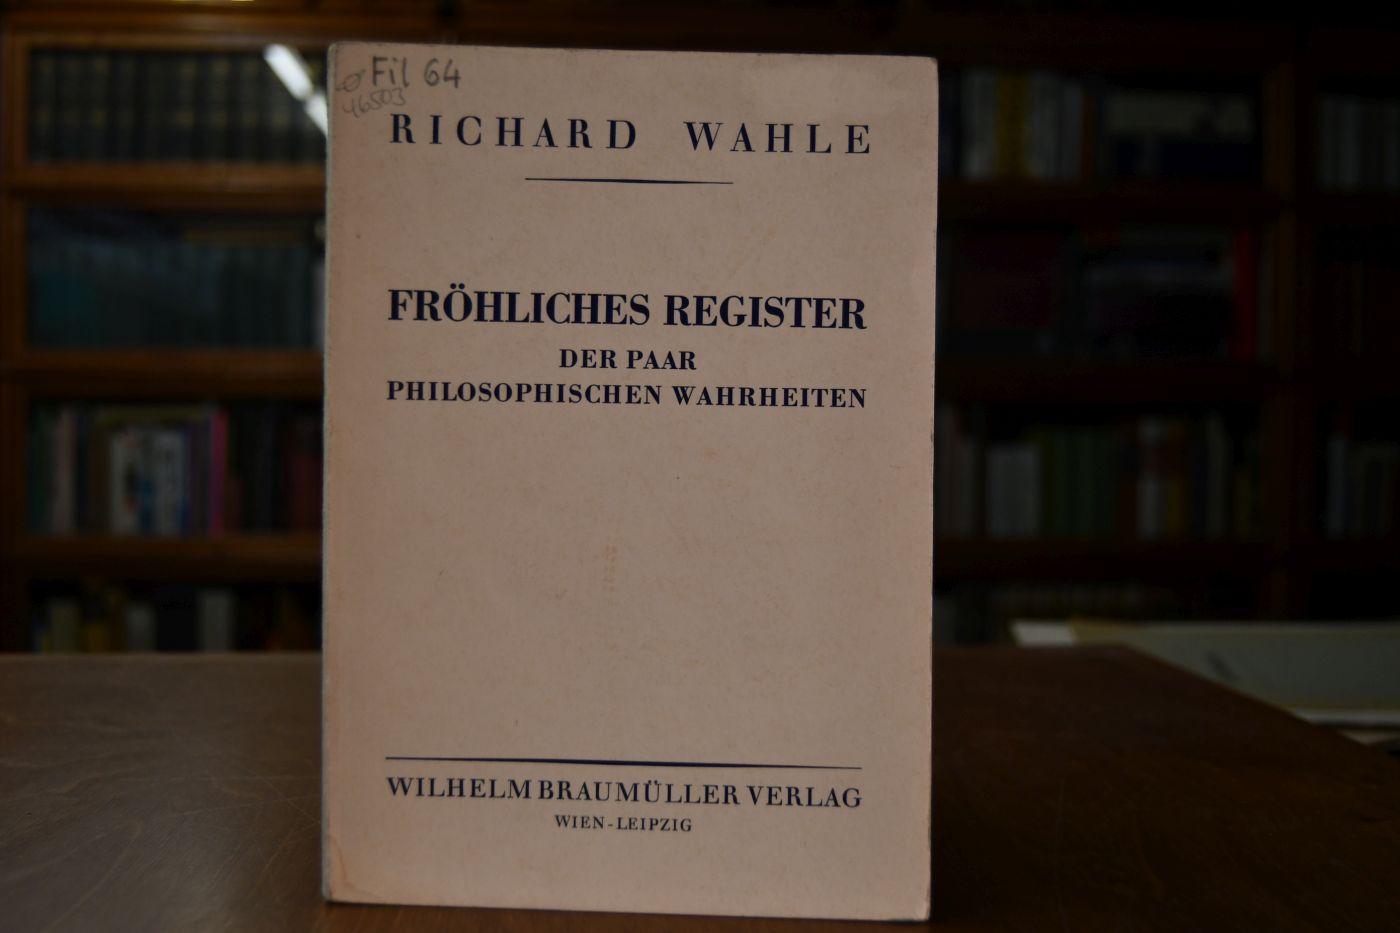 Fil 64
46503
RICHARD WAHLE
FRÖHLICHES REGISTER
DER PAAR
PHILOSOPHISCHEN WAHRHEITEN
WILHELM BRAUMÜLLER VERLAG
WIEN-LEIPZIG